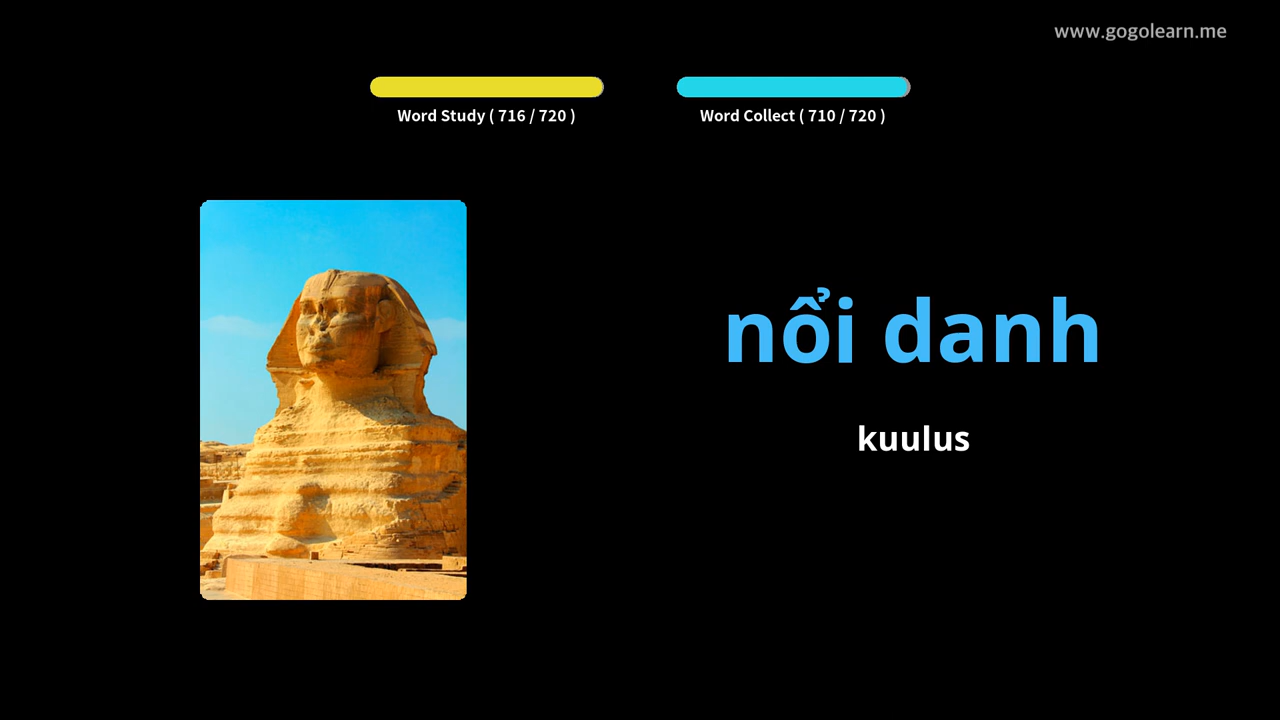 www.gogolearn.me
Word Study ( 716 / 720 )
Word Collect ( 710 / 720 )
nổi danh
kuulus